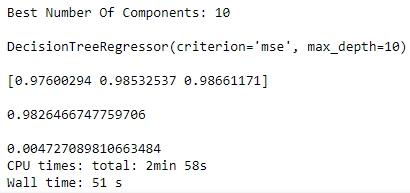 Best Number Of Components: 10
DecisionTreeRegressor(criterion='mse', max_depth=10)
[0.97600294 0.98532537 0.98661171]
0.9826466747759706
0.004727089810663484
CPU times: total: 2min 58s
Wall time: 51 s